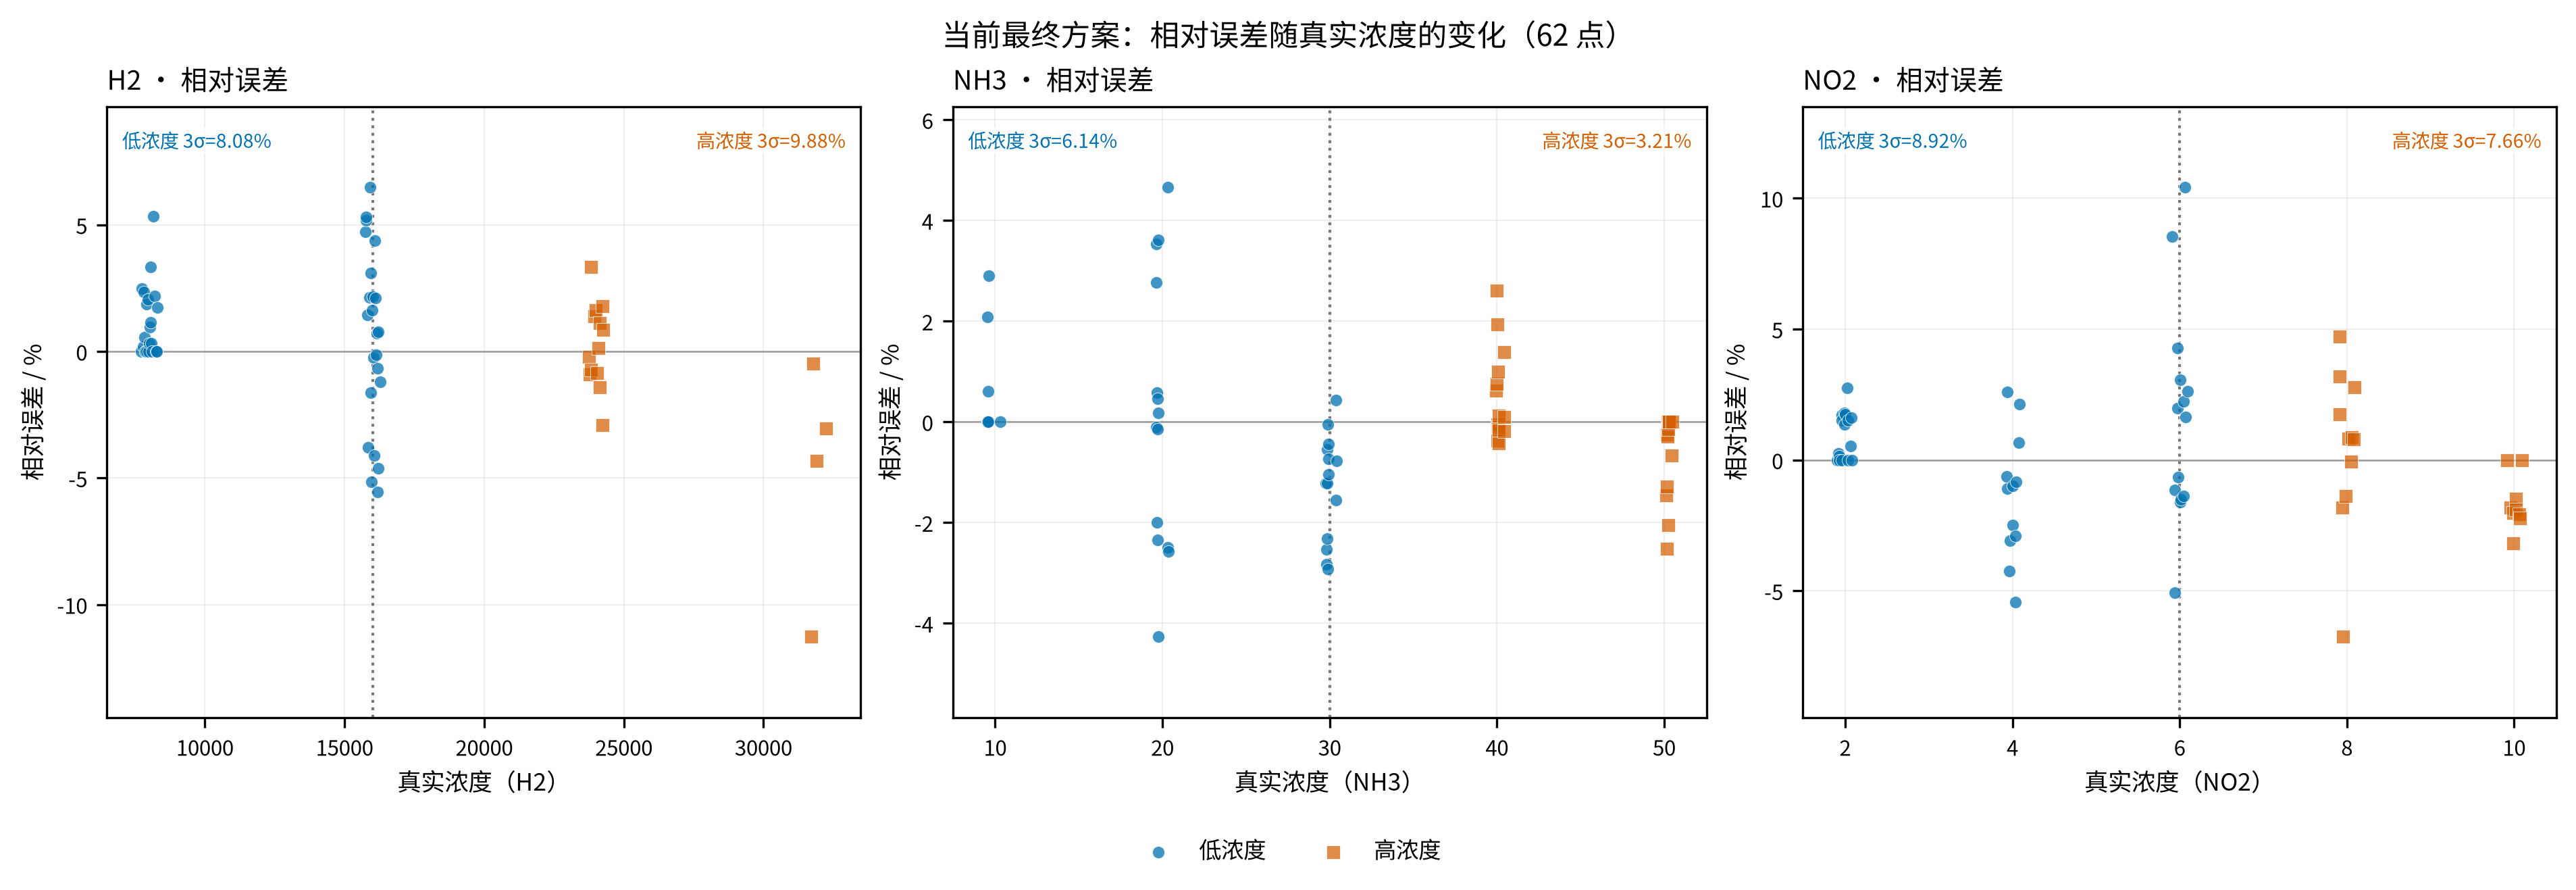 当前最终方案：相对误差随真实浓度的变化（62 点）
H2 · 相对误差
低浓度 3σ=8.08%
高浓度 3σ=9.88%
相对误差 / %
5
0
-5
-10
10000
15000
20000
25000
30000
真实浓度（H2）
NH3 · 相对误差
低浓度 3σ=6.14%
高浓度 3σ=3.21%
相对误差 / %
6
4
2
0
-2
-4
10
20
30
40
50
真实浓度（NH3）
NO2 · 相对误差
低浓度 3σ=8.92%
高浓度 3σ=7.66%
相对误差 / %
10
5
0
-5
2
4
6
8
10
真实浓度（NO2）
低浓度
高浓度